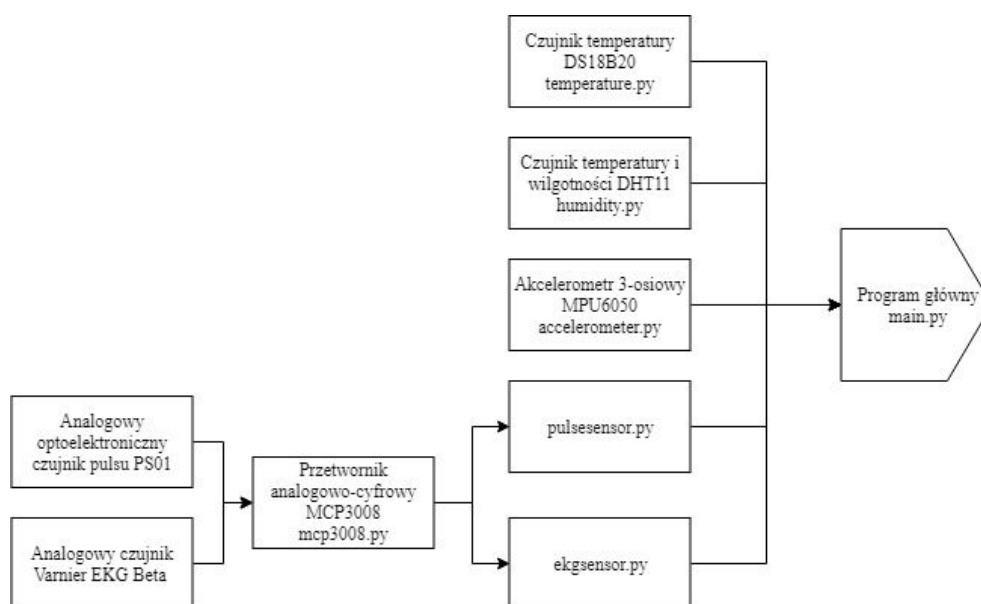 Czujnik temperatury
DS18B20
temperature.py
Czujnik temperatury i
wilgotności DHT11
humidity.py
Akcelerometr 3-osiowy
MPU6050
accelerometer.py
Program główny
main.py
Analogowy
optoelektroniczny
czujnik pulsu PS01
pulsesensor.py
Przetwornik
analogowo-cyfrowy
MCP3008
mcp3008.py
Analogowy czujnik
Varnier EKG Beta
ekgsensor.py